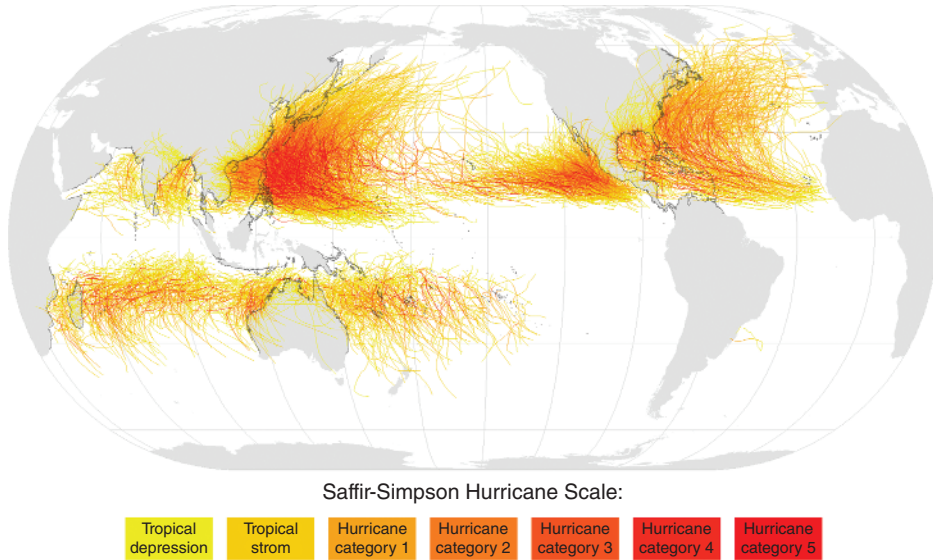 Saffir-Simpson Hurricane Scale:
Tropical
depression
Tropical
strom
Hurricane
category 1
Hurricane
category 2
Hurricane
category 3
Hurricane
category 4
Hurricane
category 5